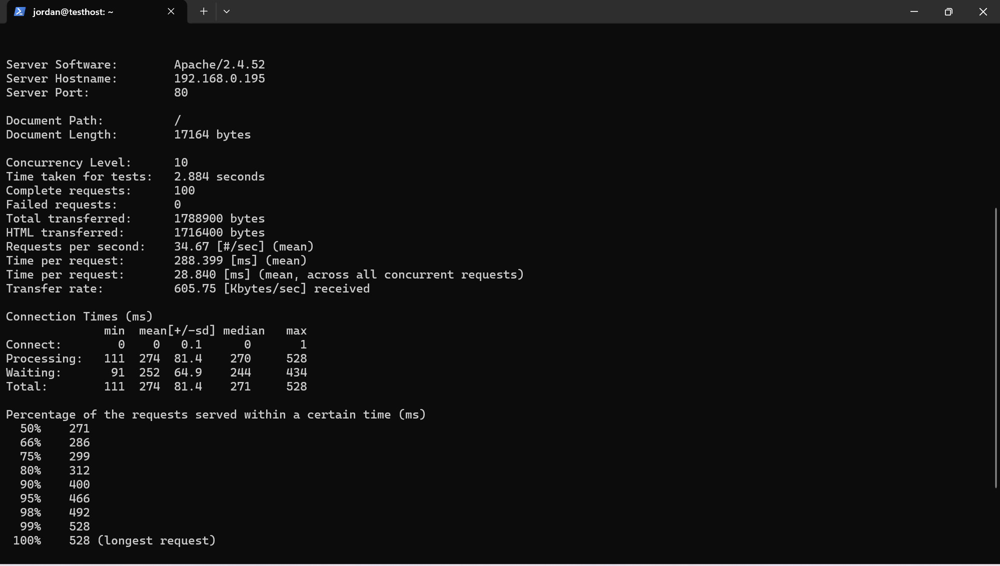 jordan@testhost: ~
Server Software:        Apache/2.4.52
Server Hostname:        192.168.0.195
Server Port:            80
Document Path:          /
Document Length:        17164 bytes
Concurrency Level:      10
Time taken for tests:   2.884 seconds
Complete requests:      100
Failed requests:        0
Total transferred:      1788900 bytes
HTML transferred:       1716400 bytes
Requests per second:    34.67 [#/sec] (mean)
Time per request:       288.399 [ms] (mean)
Time per request:       28.840 [ms] (mean, across all concurrent requests)
Transfer rate:          605.75 [Kbytes/sec] received
Connection Times (ms)
              min  mean[+/-sd] median   max
Connect:        0    0   0.1      0       1
Processing:   111  274  81.4    270     528
Waiting:       91  252  64.9    244     434
Total:        111  274  81.4    271     528
Percentage of the requests served within a certain time (ms)
  50%    271
  66%    286
  75%    299
  80%    312
  90%    400
  95%    466
  98%    492
  99%    528
 100%    528 (longest request)